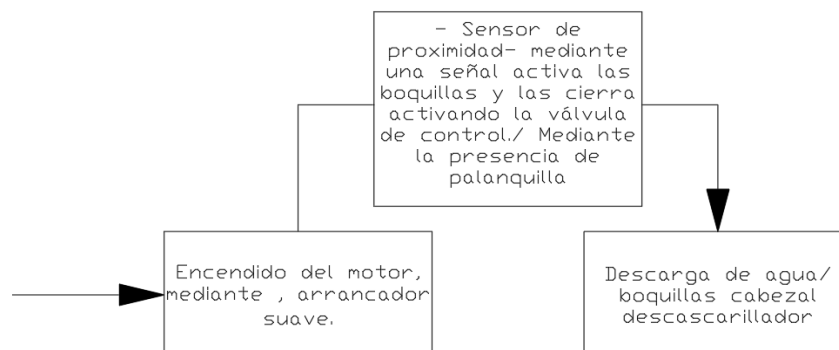 - Sensor de
proximidad- mediante
una señal activa las
boquillas y las cierra
activando la válvula
de control./ Mediante
la presencia de
palanquilla
Encendido del motor,
mediante , arrancador
suave.
Descarga de agua/
boquillas cabezal
descascarillador